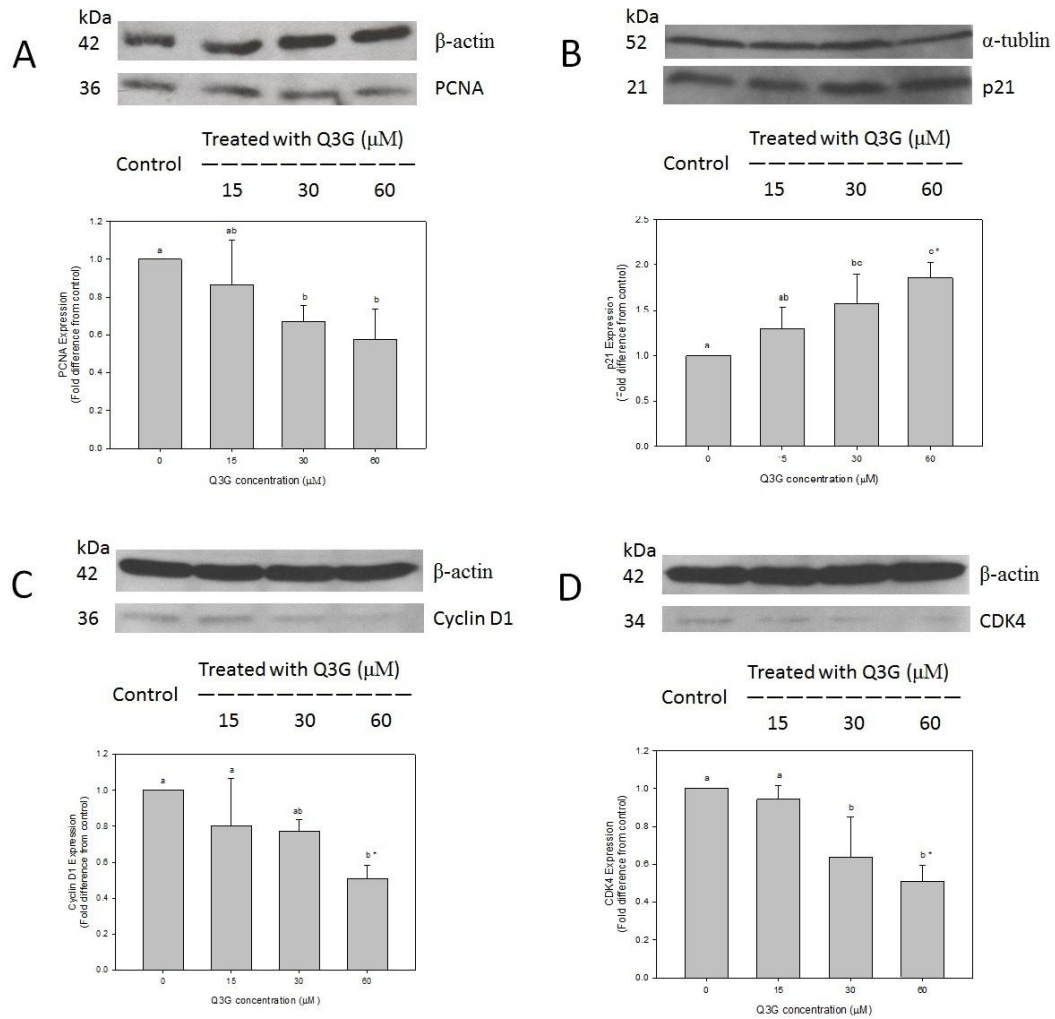 A
kDa
42
β-actin
36
PCNA
Treated with Q3G (μM)
Control
15 30 60
1.2
1.0
0.8
0.6
0.4
0.2
0.0
PCNA Expression
(Fold difference from control)
a
ab
b
b
0 15 30 60
Q3G concentration (μM)
B
kDa
52
α-tublin
21
p21
Treated with Q3G (μM)
Control
15 30 60
2.5
2.0
1.5
1.0
0.5
0.0
p21 Expression
(Fold difference from control)
a
ab
bc
c *
0 15 30 60
Q3G concentration (μM)
C
kDa
42
β-actin
36
Cyclin D1
Treated with Q3G (μM)
Control
15 30 60
1.2
1.0
0.8
0.6
0.4
0.2
0.0
Cyclin D1 Expression
(Fold difference from control)
a
a
ab
b *
0 15 30 60
Q3G concentration (μM)
D
kDa
42
β-actin
34
CDK4
Treated with Q3G (μM)
Control
15 30 60
1.2
1.0
0.8
0.6
0.4
0.2
0.0
CDK4 Expression
(Fold difference from control)
a
a
b
b *
0 15 30 60
Q3G concentration (μM)